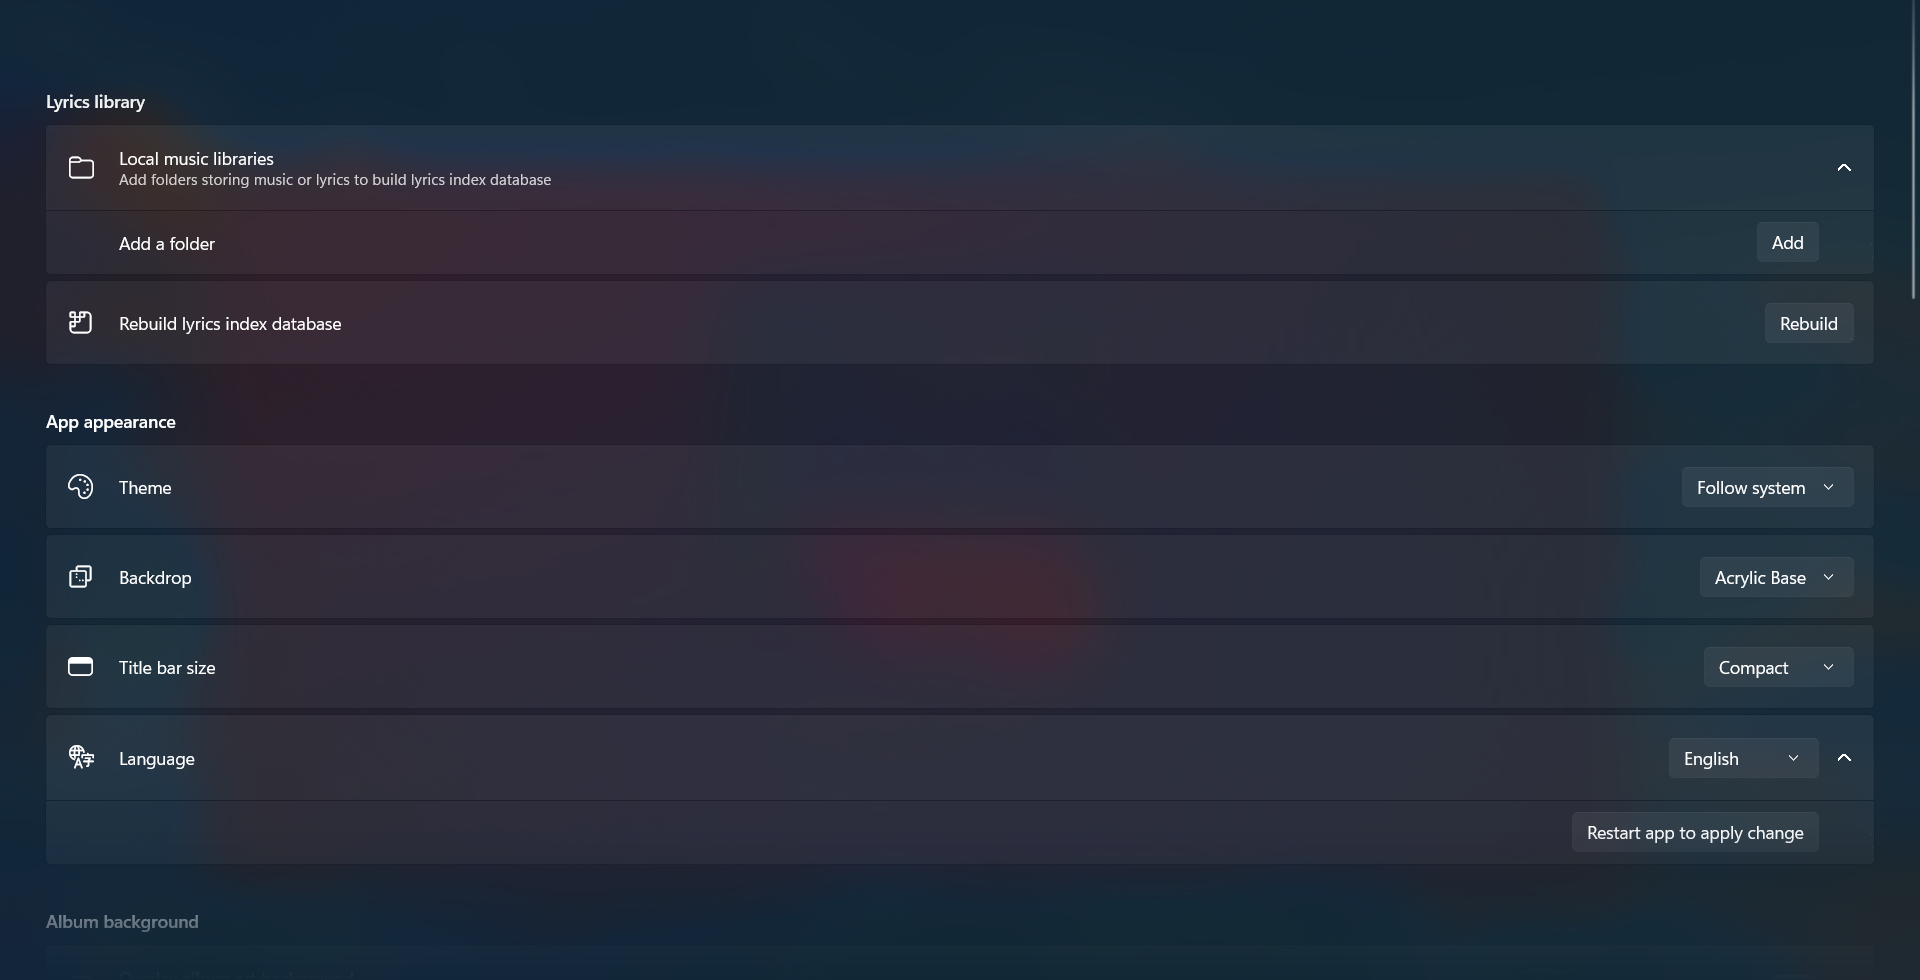 Lyrics library
Local music libraries
Add folders storing music or lyrics to build lyrics index database
Add a folder
Add
Rebuild lyrics index database
Rebuild
App appearance
Theme
Follow system
Backdrop
Acrylic Base
Title bar size
Compact
Language
English
Restart app to apply change
Album background